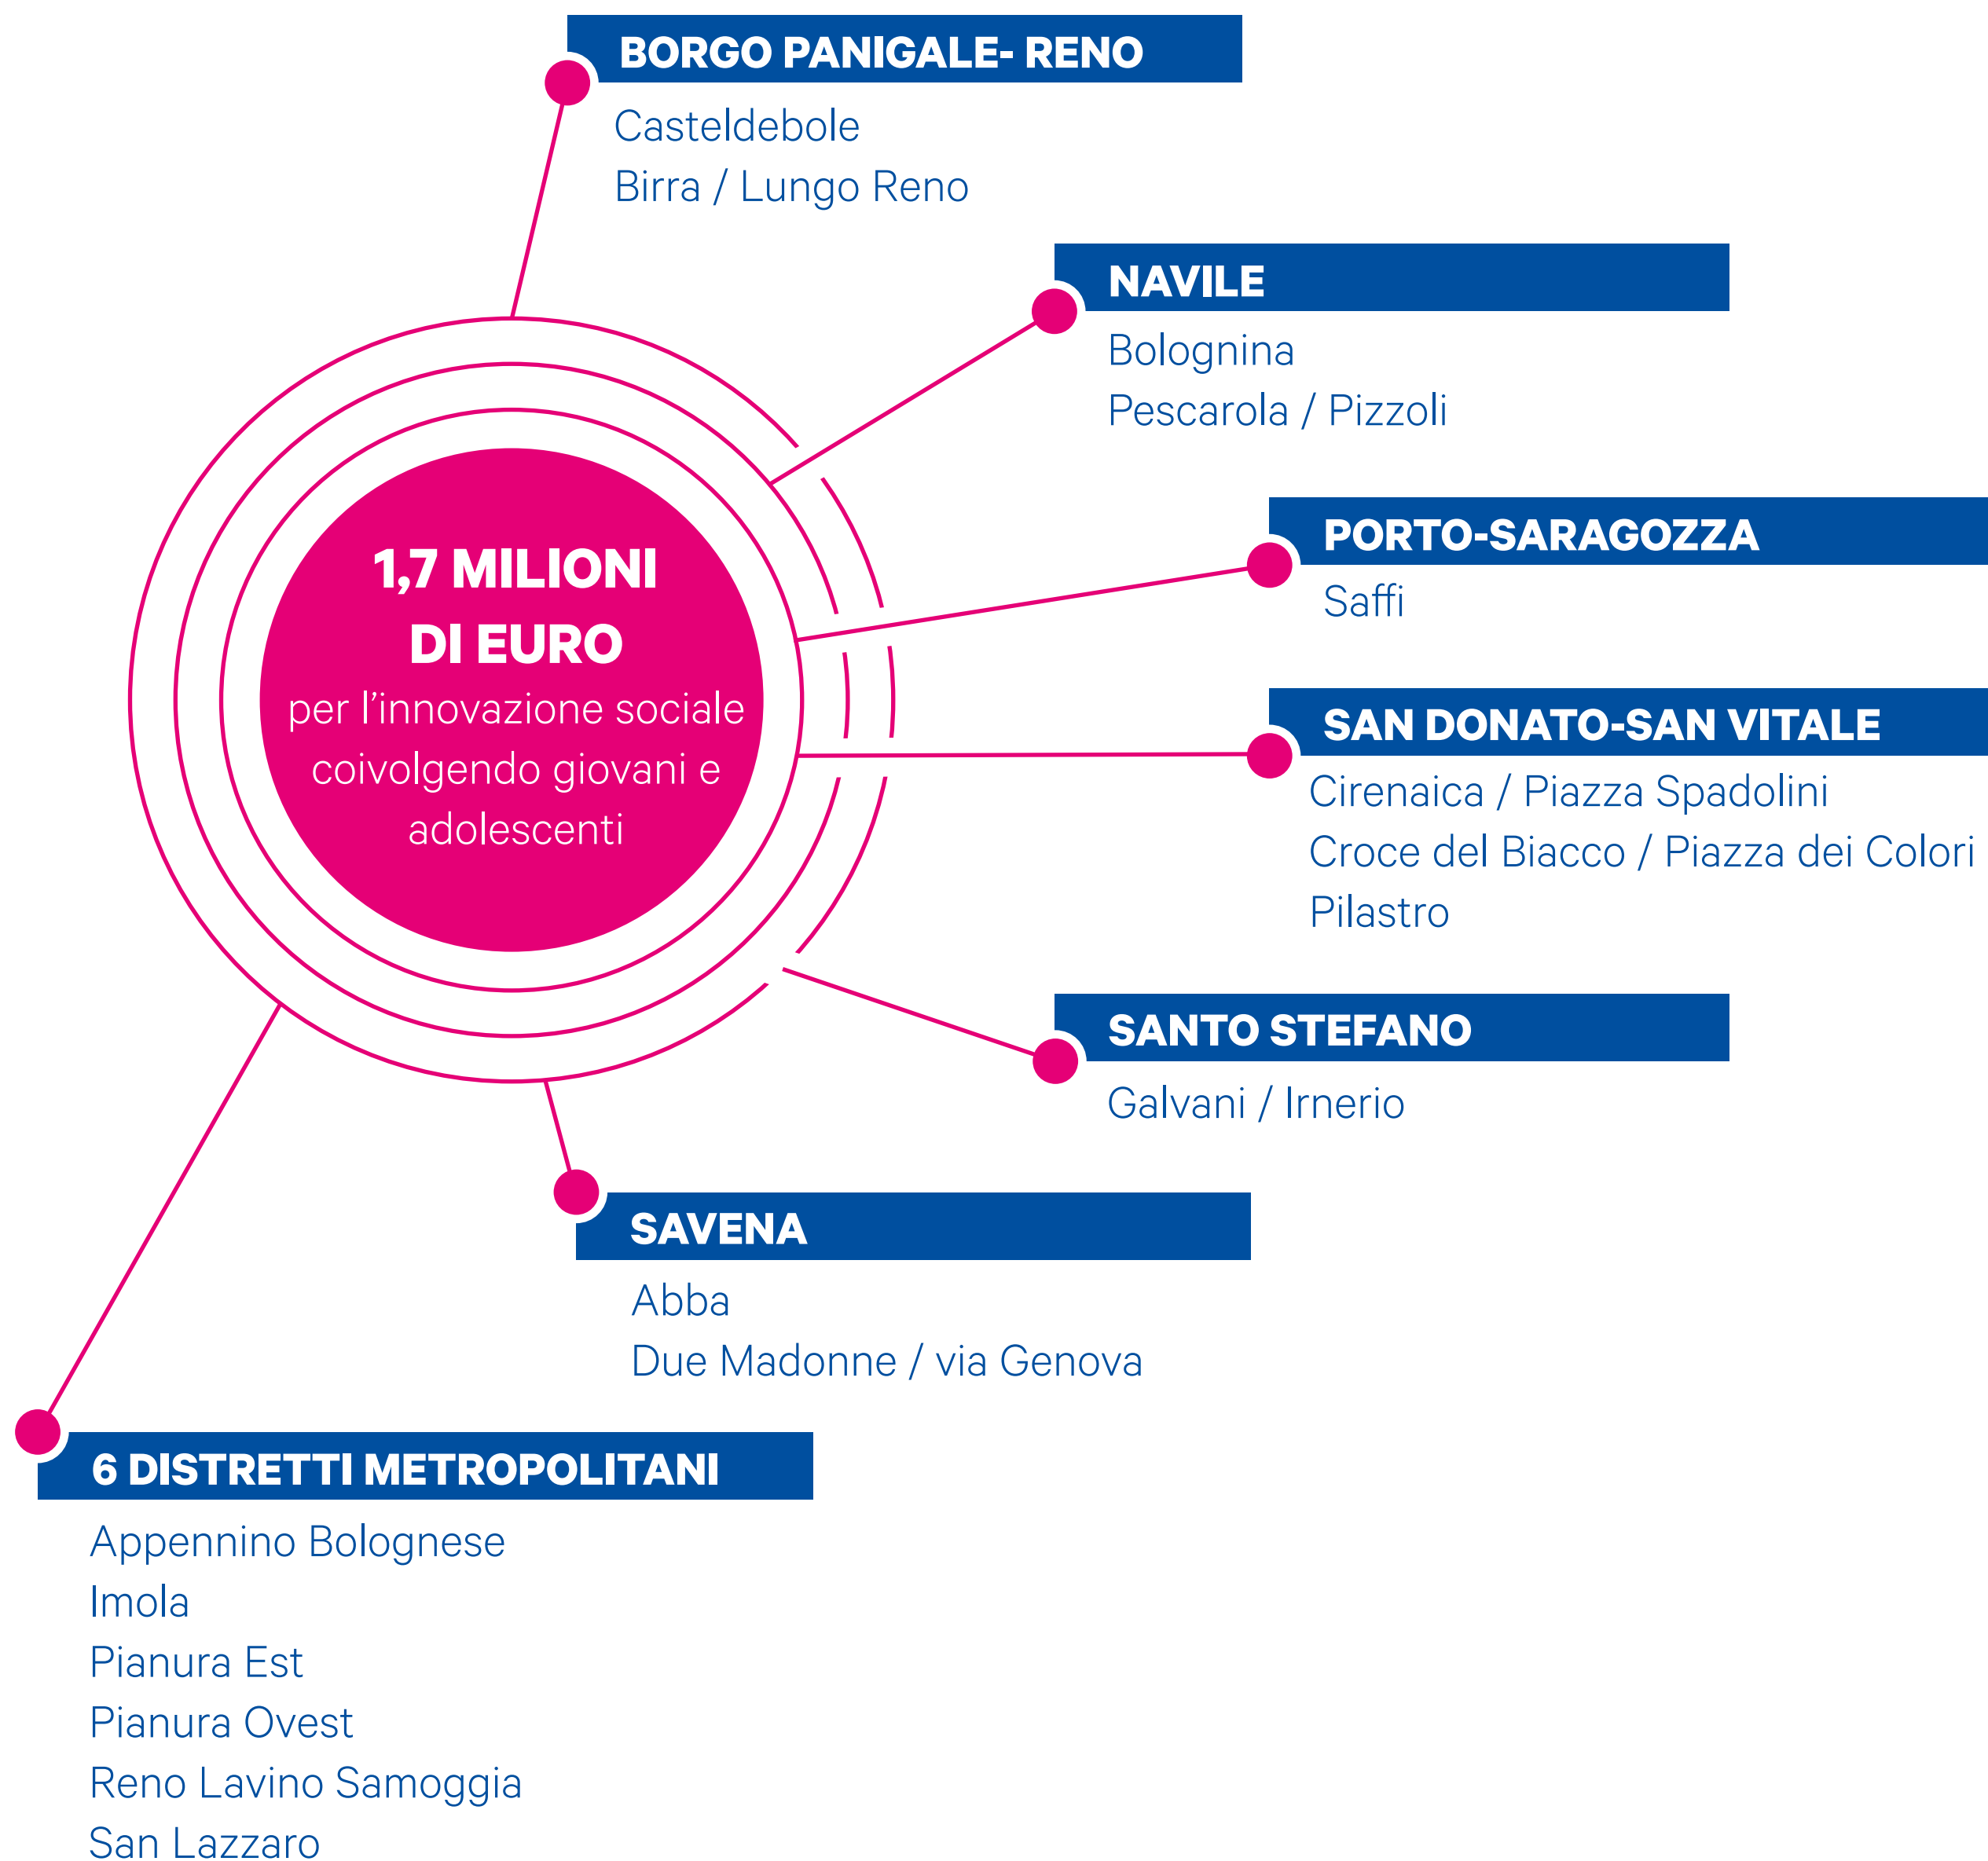 BORGO PANIGALE- RENO
Casteldebole
Birra / Lungo Reno
NAVILE
Bolognina
Pescarola / Pizzoli
PORTO-SARAGOZZA
Saffi
SAN DONATO-SAN VITALE
Cirenaica / Piazza Spadolini
Croce del Biacco / Piazza dei Colori
Pilastro
1,7 MILIONI
DI EURO
per l'innovazione sociale
coivolgendo giovani e
adolescenti
SANTO STEFANO
Galvani / Irnerio
SAVENA
Abba
Due Madonne / via Genova
6 DISTRETTI METROPOLITANI
Appennino Bolognese
Imola
Pianura Est
Pianura Ovest
Reno Lavino Samoggia
San Lazzaro